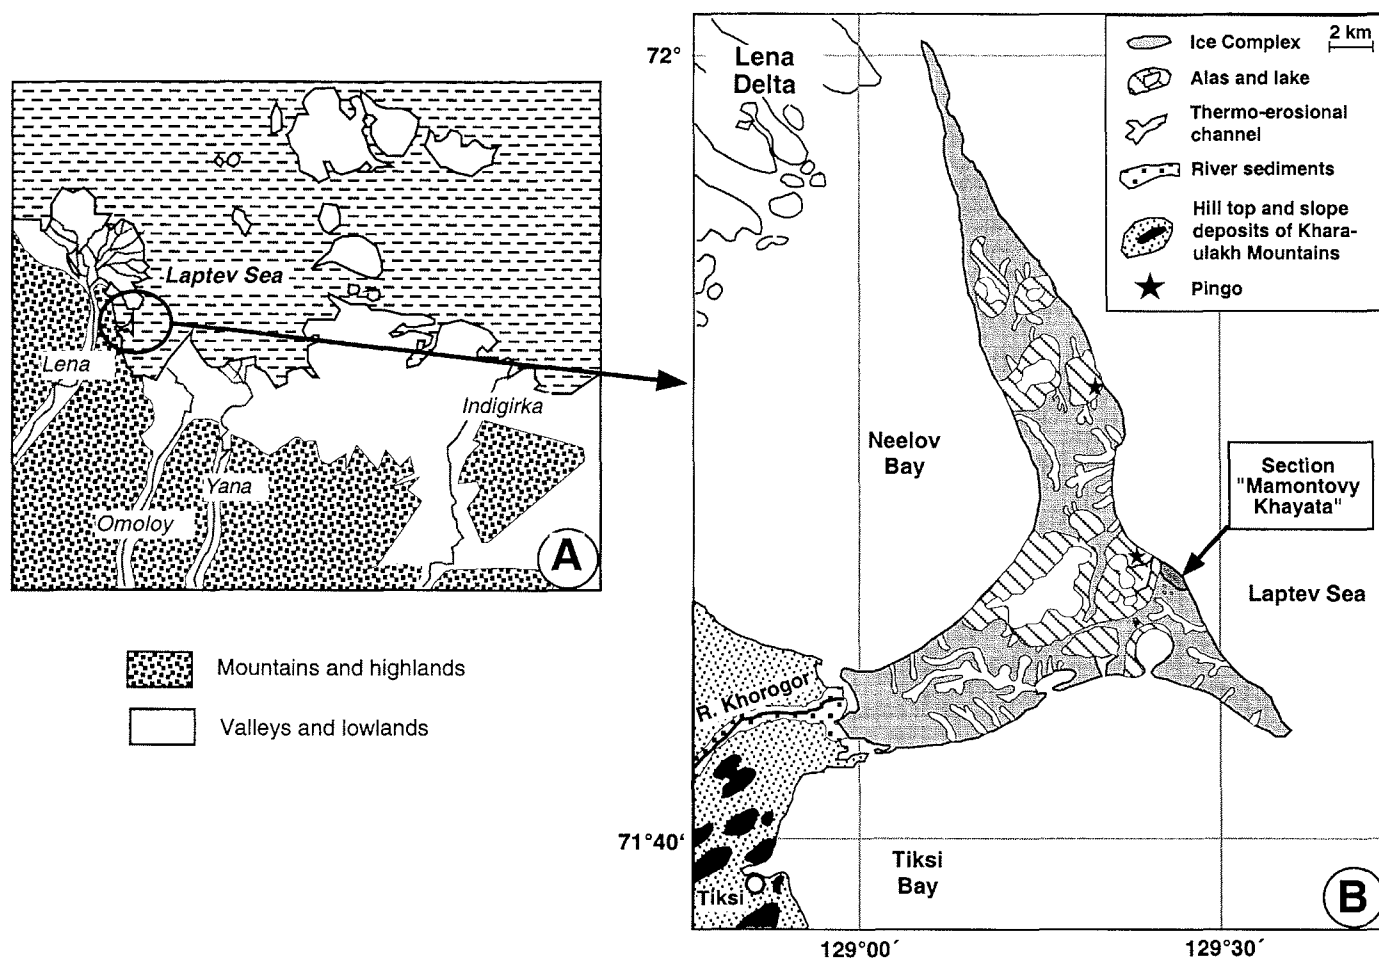 Laptev Sea
Lena
Indigirka
Yana
Omoloy
A
Mountains and highlands
Valleys and lowlands
72°
Lena
Delta
2 km
Ice Complex
Alas and lake
Thermo-erosional
channel
River sediments
Hill top and slope
deposits of Khara-
ulakh Mountains
Pingo
Neelov
Bay
Section
"Mamontovy
Khayata"
Laptev Sea
R. Khorogor
71°40‘
Tiksi
Bay
Tiksi
B
129°00´
129°30´